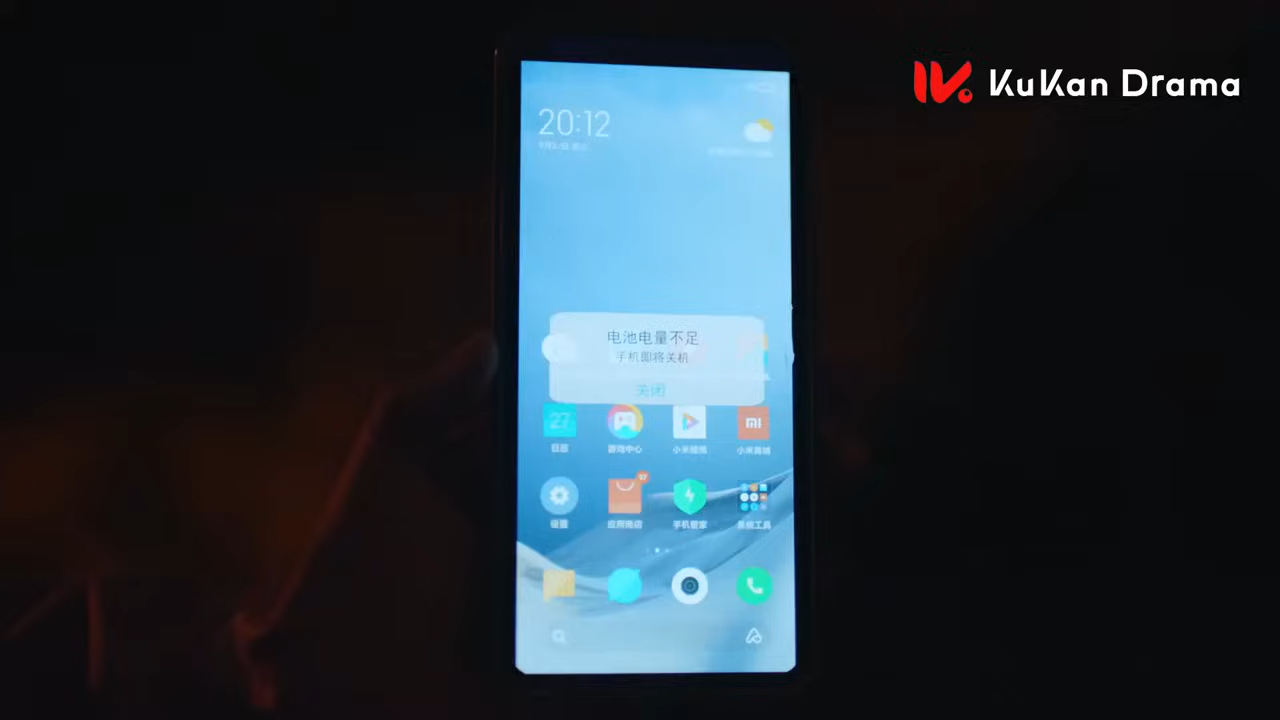 KuKan Drama
20:12
电池电量不足
手机即将关机
关闭
27
日历
游戏中心
小米视频
小米商城
设置
应用商店
手机管家
系统工具